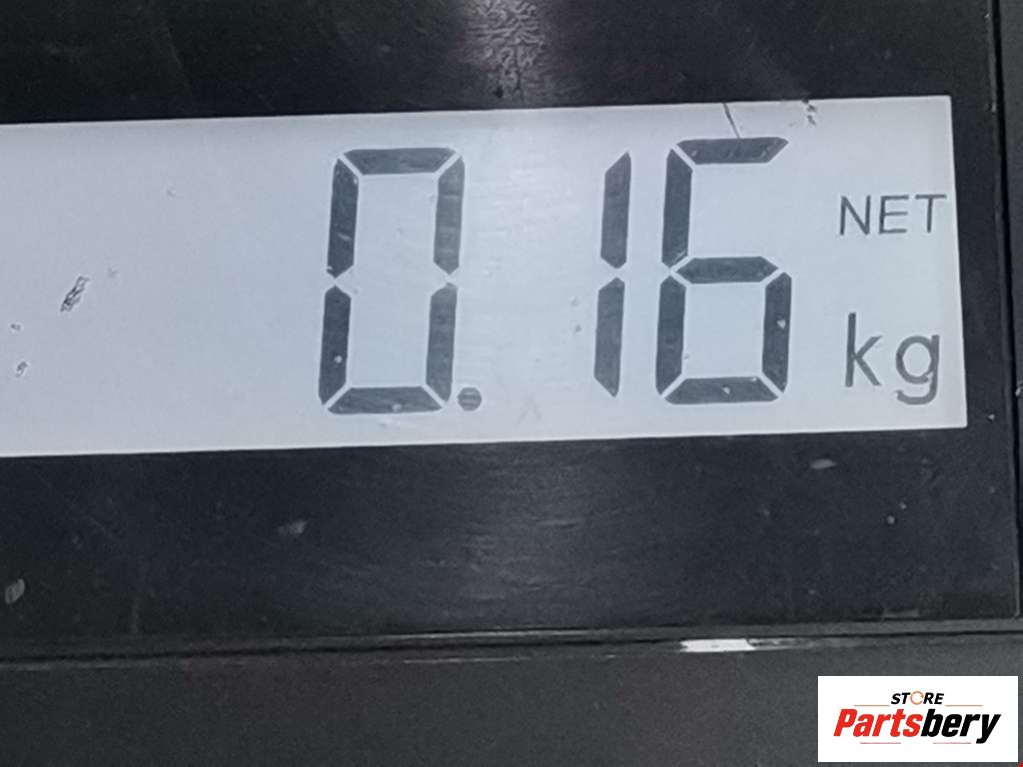 0.16
NET
kg
STORE
Partsbery